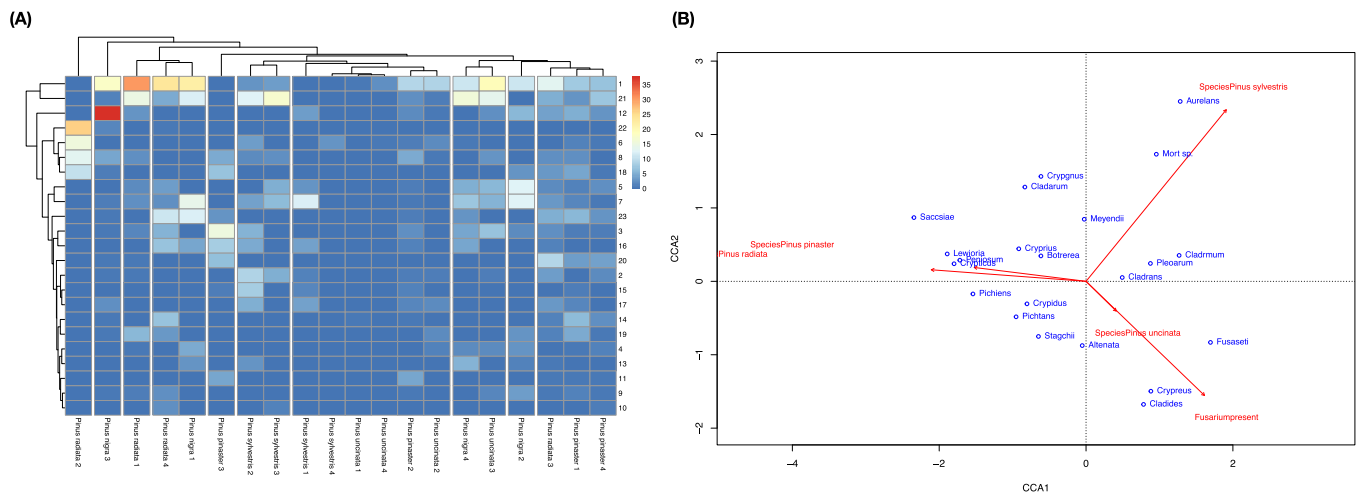 (A)
(B)
35
30
25
20
15
10
5
0
1
21
12
22
6
8
18
5
7
23
3
16
20
2
15
17
14
19
4
13
11
9
10
Pinus radiata 2
Pinus nigra 3
Pinus radiata 1
Pinus radiata 4
Pinus nigra 1
Pinus pinaster 3
Pinus sylvestris 2
Pinus sylvestris 3
Pinus sylvestris 1
Pinus sylvestris 4
Pinus uncinata 1
Pinus uncinata 4
Pinus pinaster 2
Pinus uncinata 2
Pinus nigra 4
Pinus uncinata 3
Pinus nigra 2
Pinus radiata 3
Pinus pinaster 1
Pinus pinaster 4
CCA2
3
2
1
0
−1
−2
SpeciesPinus sylvestris
Aurelans
Mort sp.
Crypgnus
Cladarum
Saccsiae
Meyendii
SpeciesPinus pinaster
Pinus radiata
Cryprius
Lewioria
Botrerea
Cladrmum
Peniosum
Crypticus
Pleoarum
Cladrans
Pichiens
Crypidus
Pichtans
SpeciesPinus uncinata
Stagchii
Altenata
Fusaseti
Crypreus
Cladides
Fusariumpresent
−4
−2
0
2
CCA1